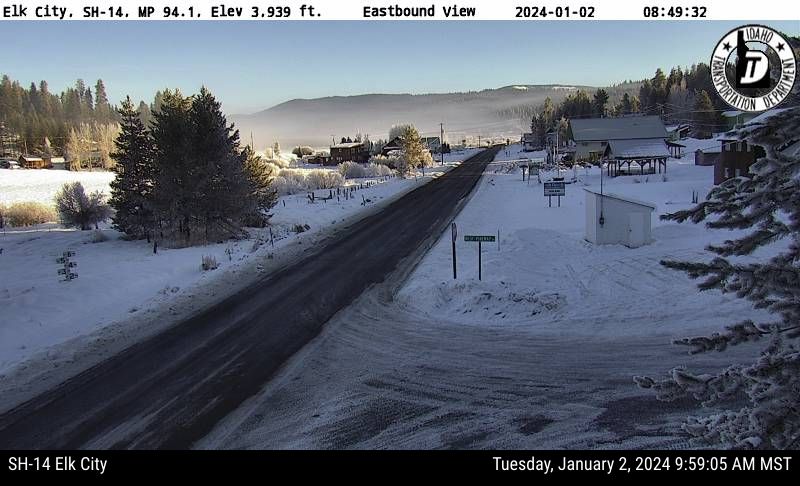 Elk City, SH-14, MP 94.1, Elev 3,939 ft. Eastbound View 2024-01-02 08:49:32
IDAHO
TRANSPORTATION DEPARTMENT
SH-14 Elk City Tuesday, January 2, 2024 9:59:05 AM MST